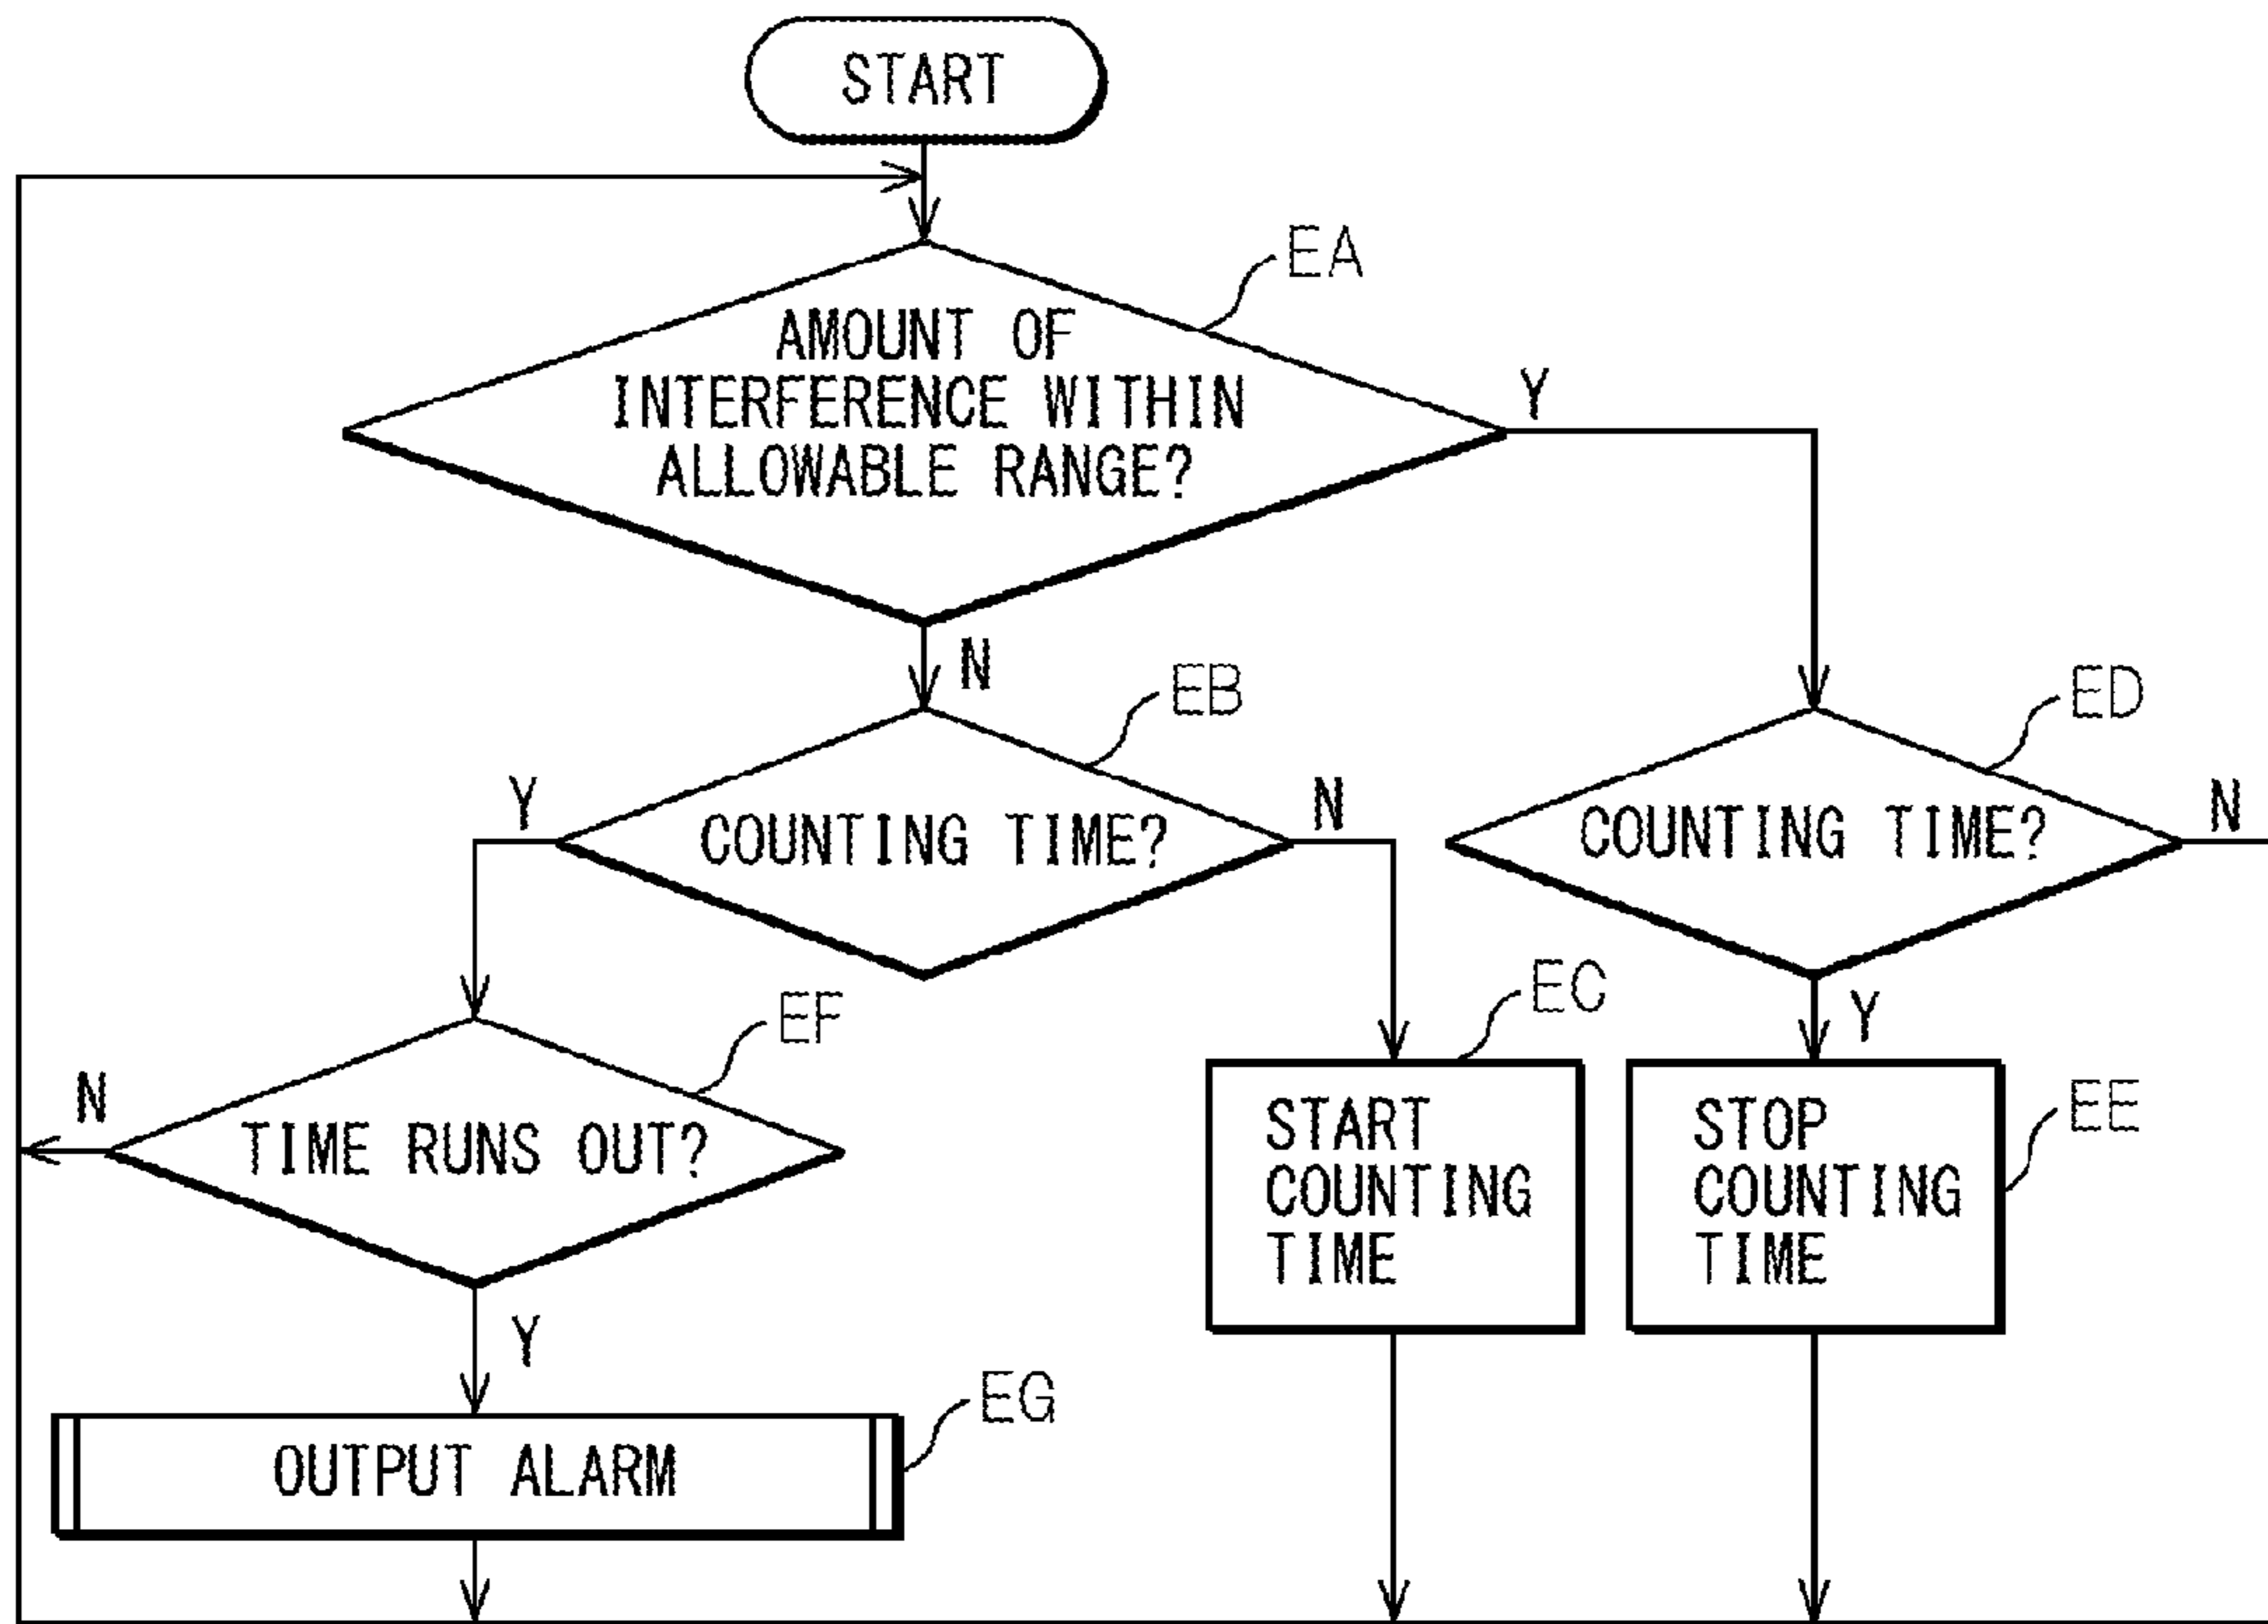 START
EA
AMOUNT OF
INTERFERENCE WITHIN
ALLOWABLE RANGE?
Y
N
EB
ED
Y
COUNTING TIME?
N
COUNTING TIME?
N
EF
EC
Y
N
TIME RUNS OUT?
START
COUNTING
TIME
STOP
COUNTING
TIME
EE
Y
EG
OUTPUT ALARM